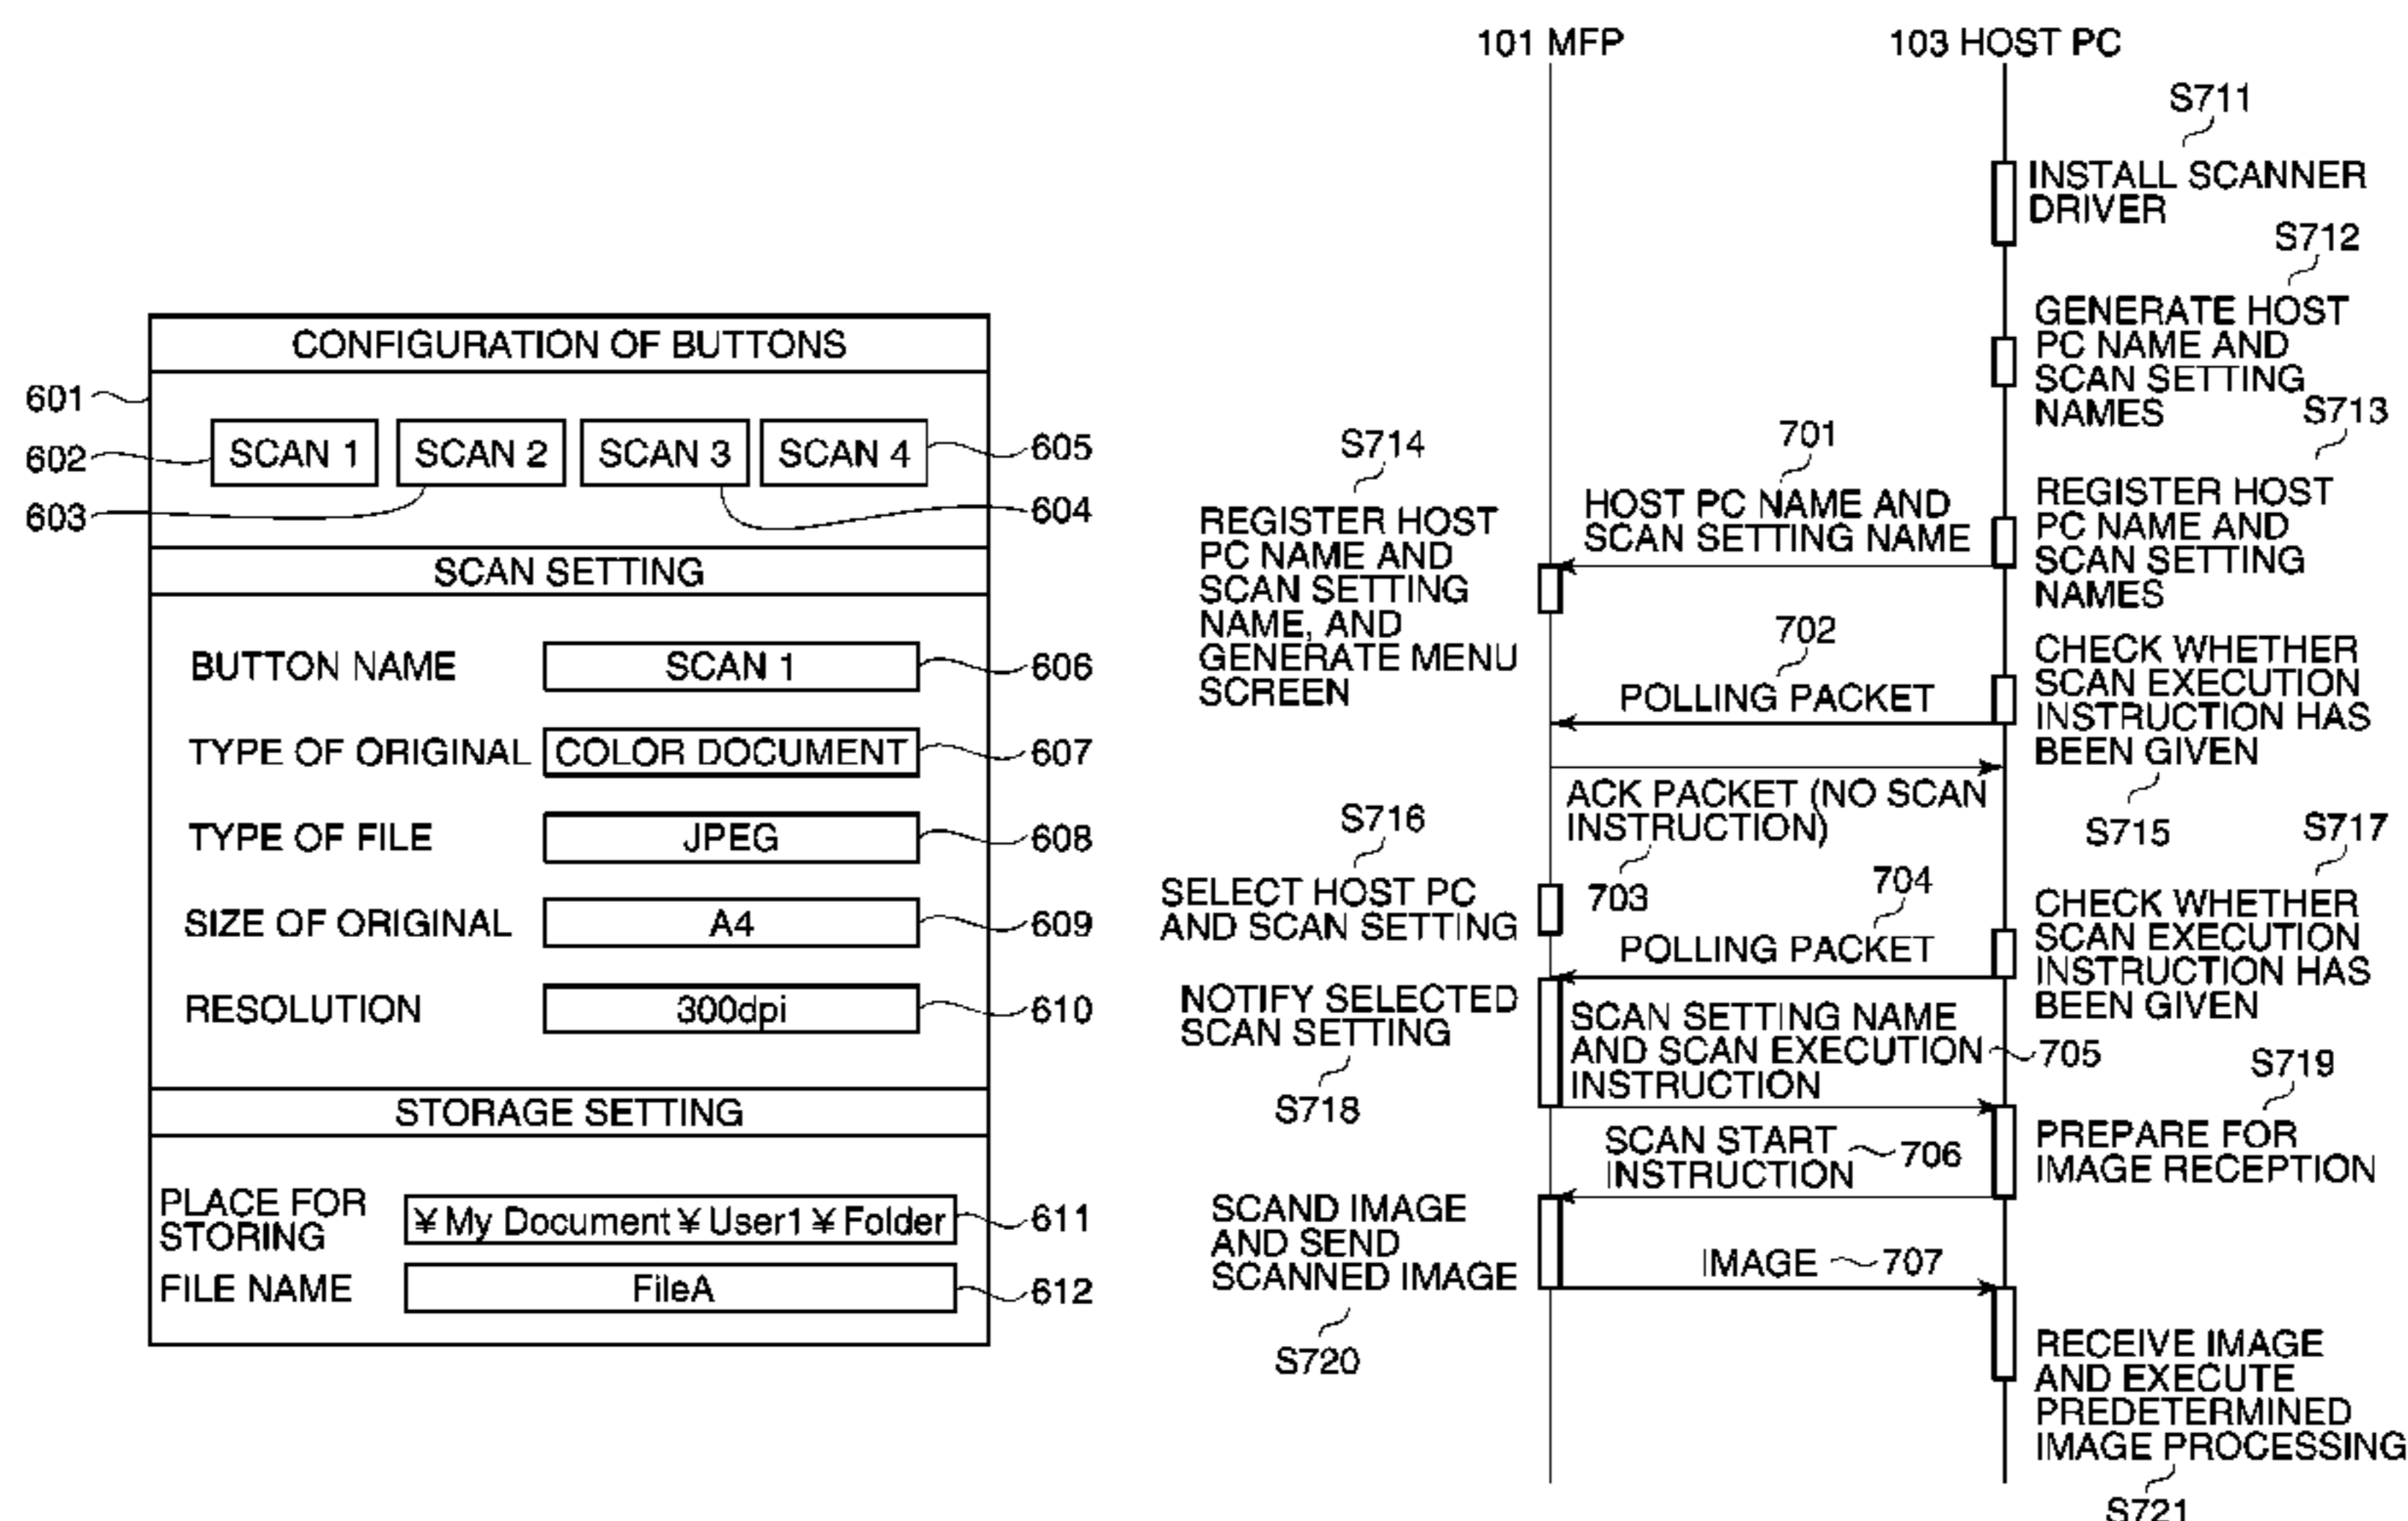 CONFIGURATION OF BUTTONS
601
602
SCAN 1
SCAN 2
SCAN 3
SCAN 4
605
603
604
SCAN SETTING
BUTTON NAME
SCAN 1
606
TYPE OF ORIGINAL
COLOR DOCUMENT
607
TYPE OF FILE
JPEG
608
SIZE OF ORIGINAL
A4
609
RESOLUTION
300dpi
610
STORAGE SETTING
PLACE FOR
STORING
¥ My Document ¥ User1 ¥ Folder
611
FILE NAME
FileA
612
101 MFP
103 HOST PC
S711
INSTALL SCANNER
DRIVER
S712
GENERATE HOST
PC NAME AND
SCAN SETTING
NAMES
S713
REGISTER HOST
PC NAME AND
SCAN SETTING
NAMES
701
HOST PC NAME AND
SCAN SETTING NAME
S714
REGISTER HOST
PC NAME AND
SCAN SETTING
NAME, AND
GENERATE MENU
SCREEN
702
POLLING PACKET
CHECK WHETHER
SCAN EXECUTION
INSTRUCTION HAS
BEEN GIVEN
S715
ACK PACKET (NO SCAN
INSTRUCTION)
703
S716
SELECT HOST PC
AND SCAN SETTING
704
POLLING PACKET
S717
CHECK WHETHER
SCAN EXECUTION
INSTRUCTION HAS
BEEN GIVEN
NOTIFY SELECTED
SCAN SETTING
S718
SCAN SETTING NAME
AND SCAN EXECUTION
INSTRUCTION
705
S719
PREPARE FOR
IMAGE RECEPTION
SCAN START
INSTRUCTION
706
SCAND IMAGE
AND SEND
SCANNED IMAGE
S720
IMAGE
707
RECEIVE IMAGE
AND EXECUTE
PREDETERMINED
IMAGE PROCESSING
S721